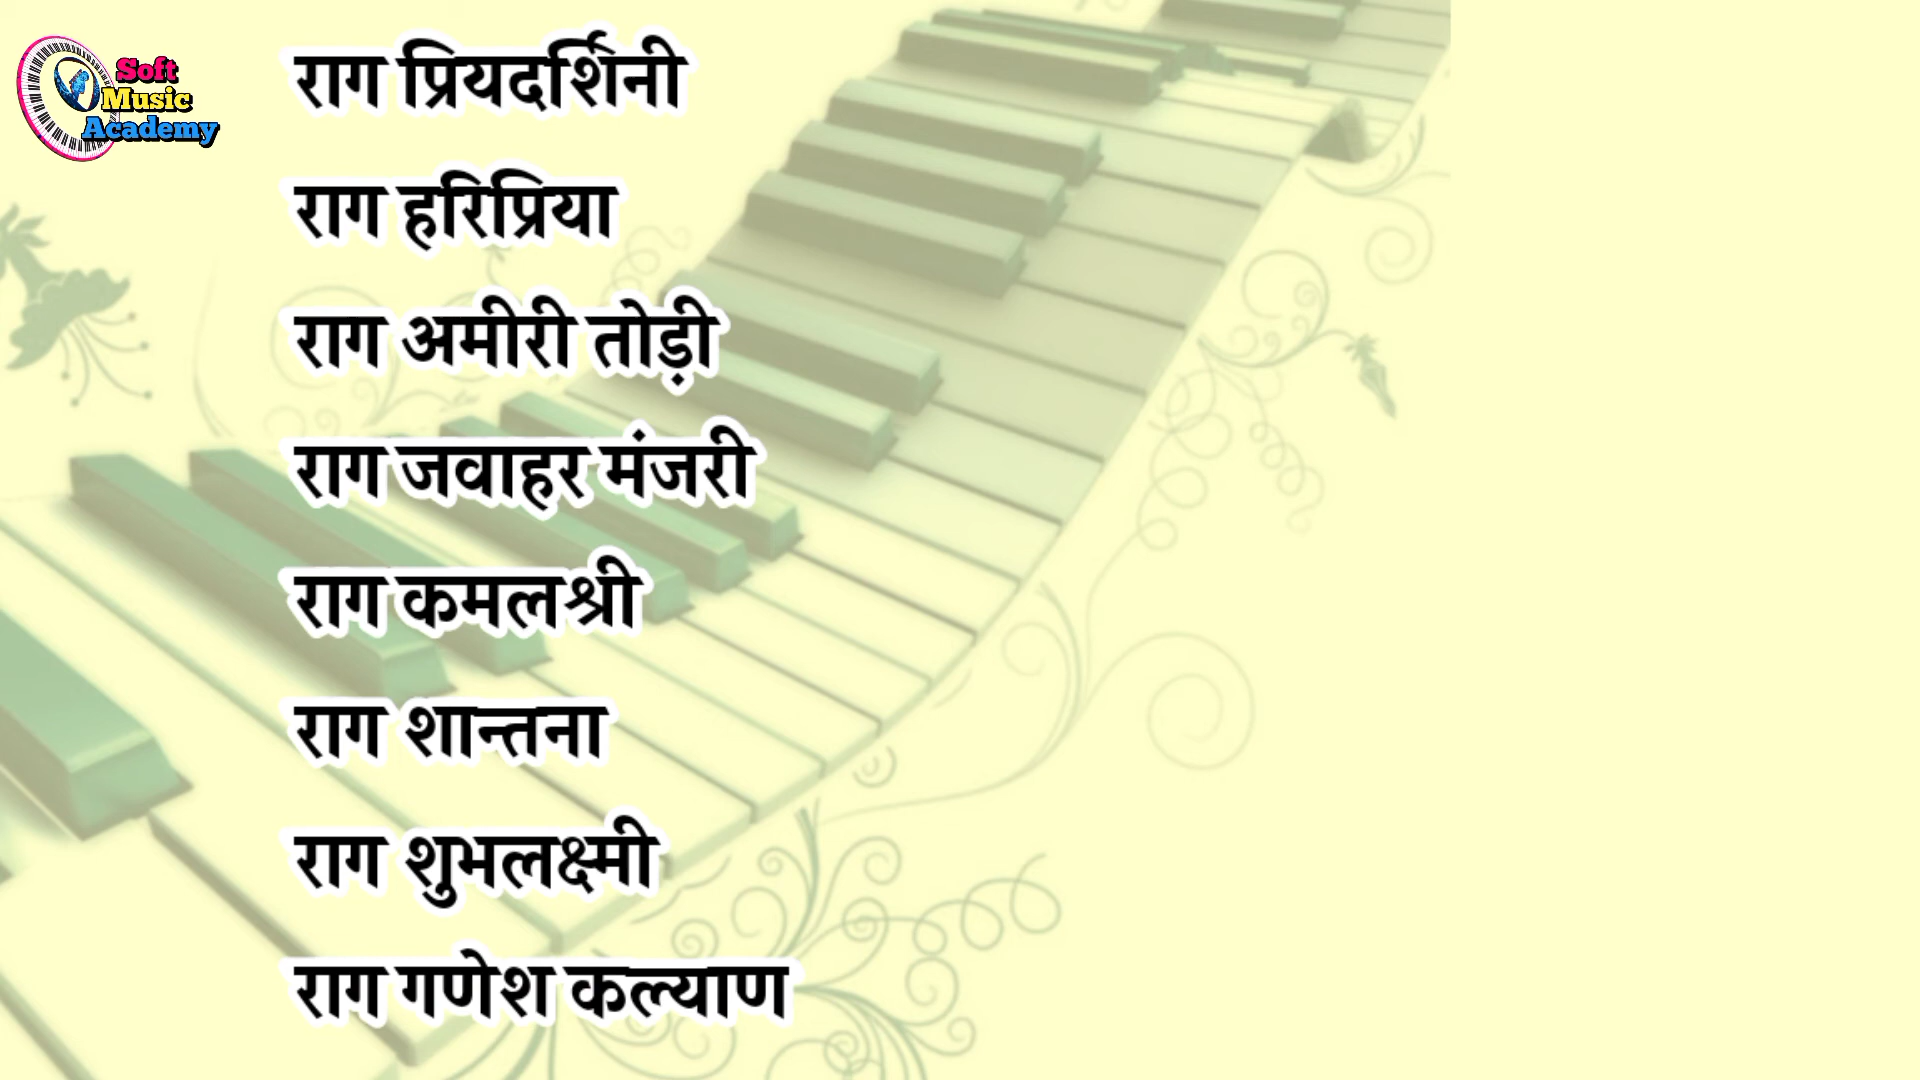 Soft
Music
Academy
राग प्रियदर्शिनी
राग हरिप्रिया
राग अमीरी तोड़ी
राग जवाहर मंजरी
राग कमलश्री
राग शान्तना
राग शुभलक्ष्मी
राग गणेश कल्याण